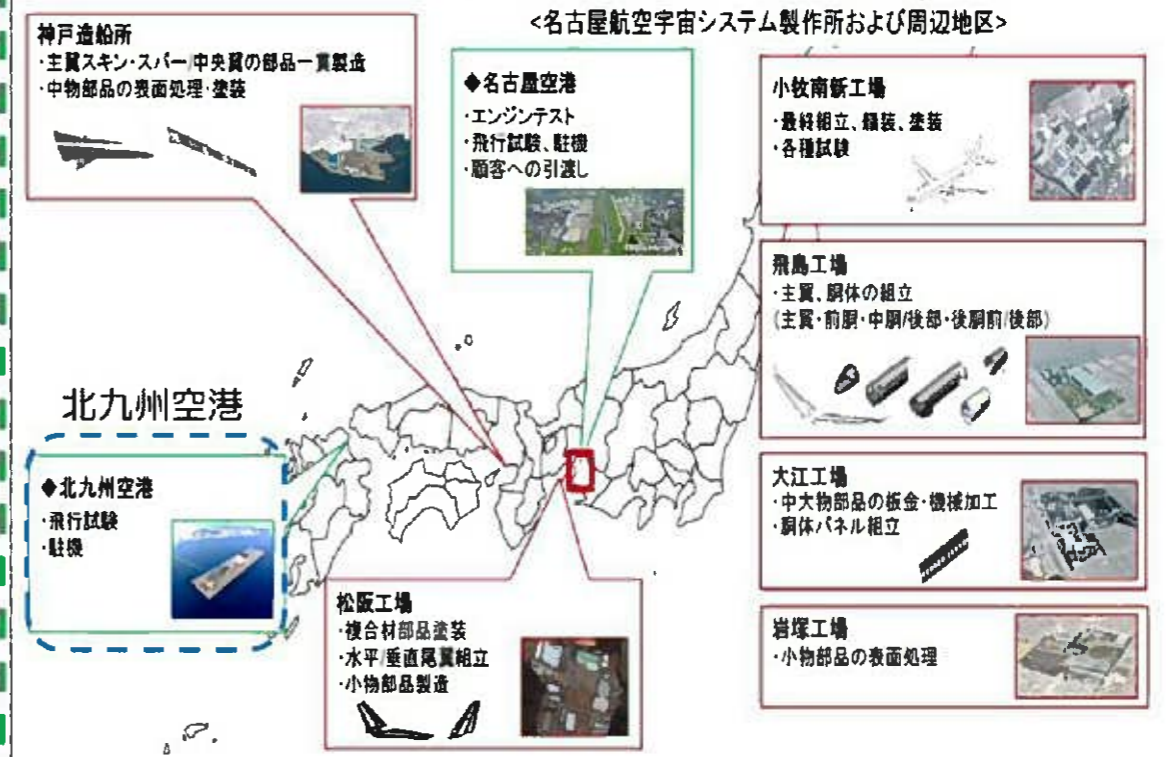 <名古屋航空宇宙システム製作所および周辺地区>
神戸造船所
･主翼スキン･スパー/中央翼の部品一貫製造
･中物部品の表面処理･塗装
◆名古屋空港
･エンジンテスト
･飛行試験、駐機
･顧客への引渡し
小牧南新工場
･最終組立、艤装、塗装
･各種試験
飛島工場
･主翼、胴体の組立
(主翼･前胴･中胴/後部･後胴前/後部)
大江工場
･中大物部品の板金･機械加工
･胴体パネル組立
岩塚工場
･小物部品の表面処理
北九州空港
◆北九州空港
･飛行試験
･駐機
松阪工場
･複合材部品塗装
･水平/垂直尾翼組立
･小物部品製造